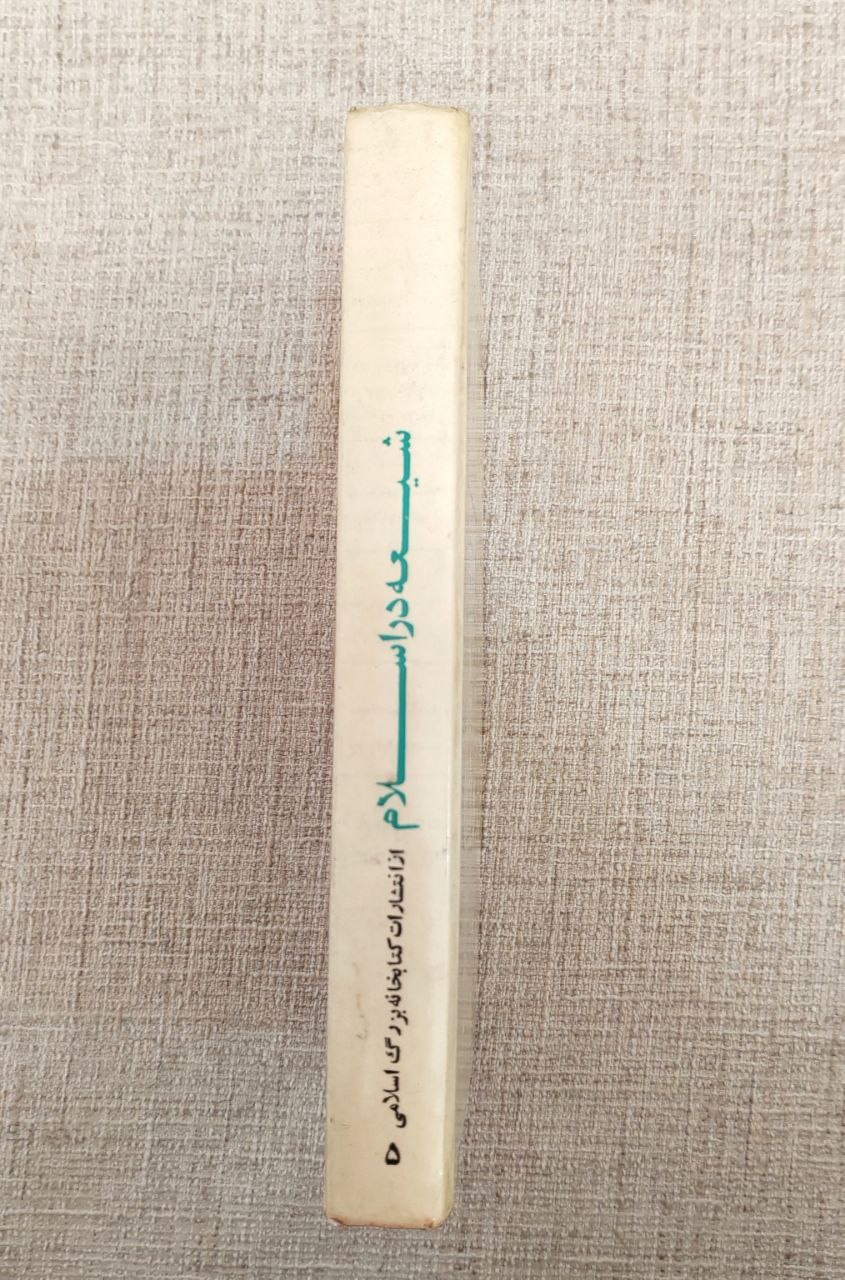 شیعه در اسلام
از انتشارات کتابخانه بزرگ اسلامی
۵